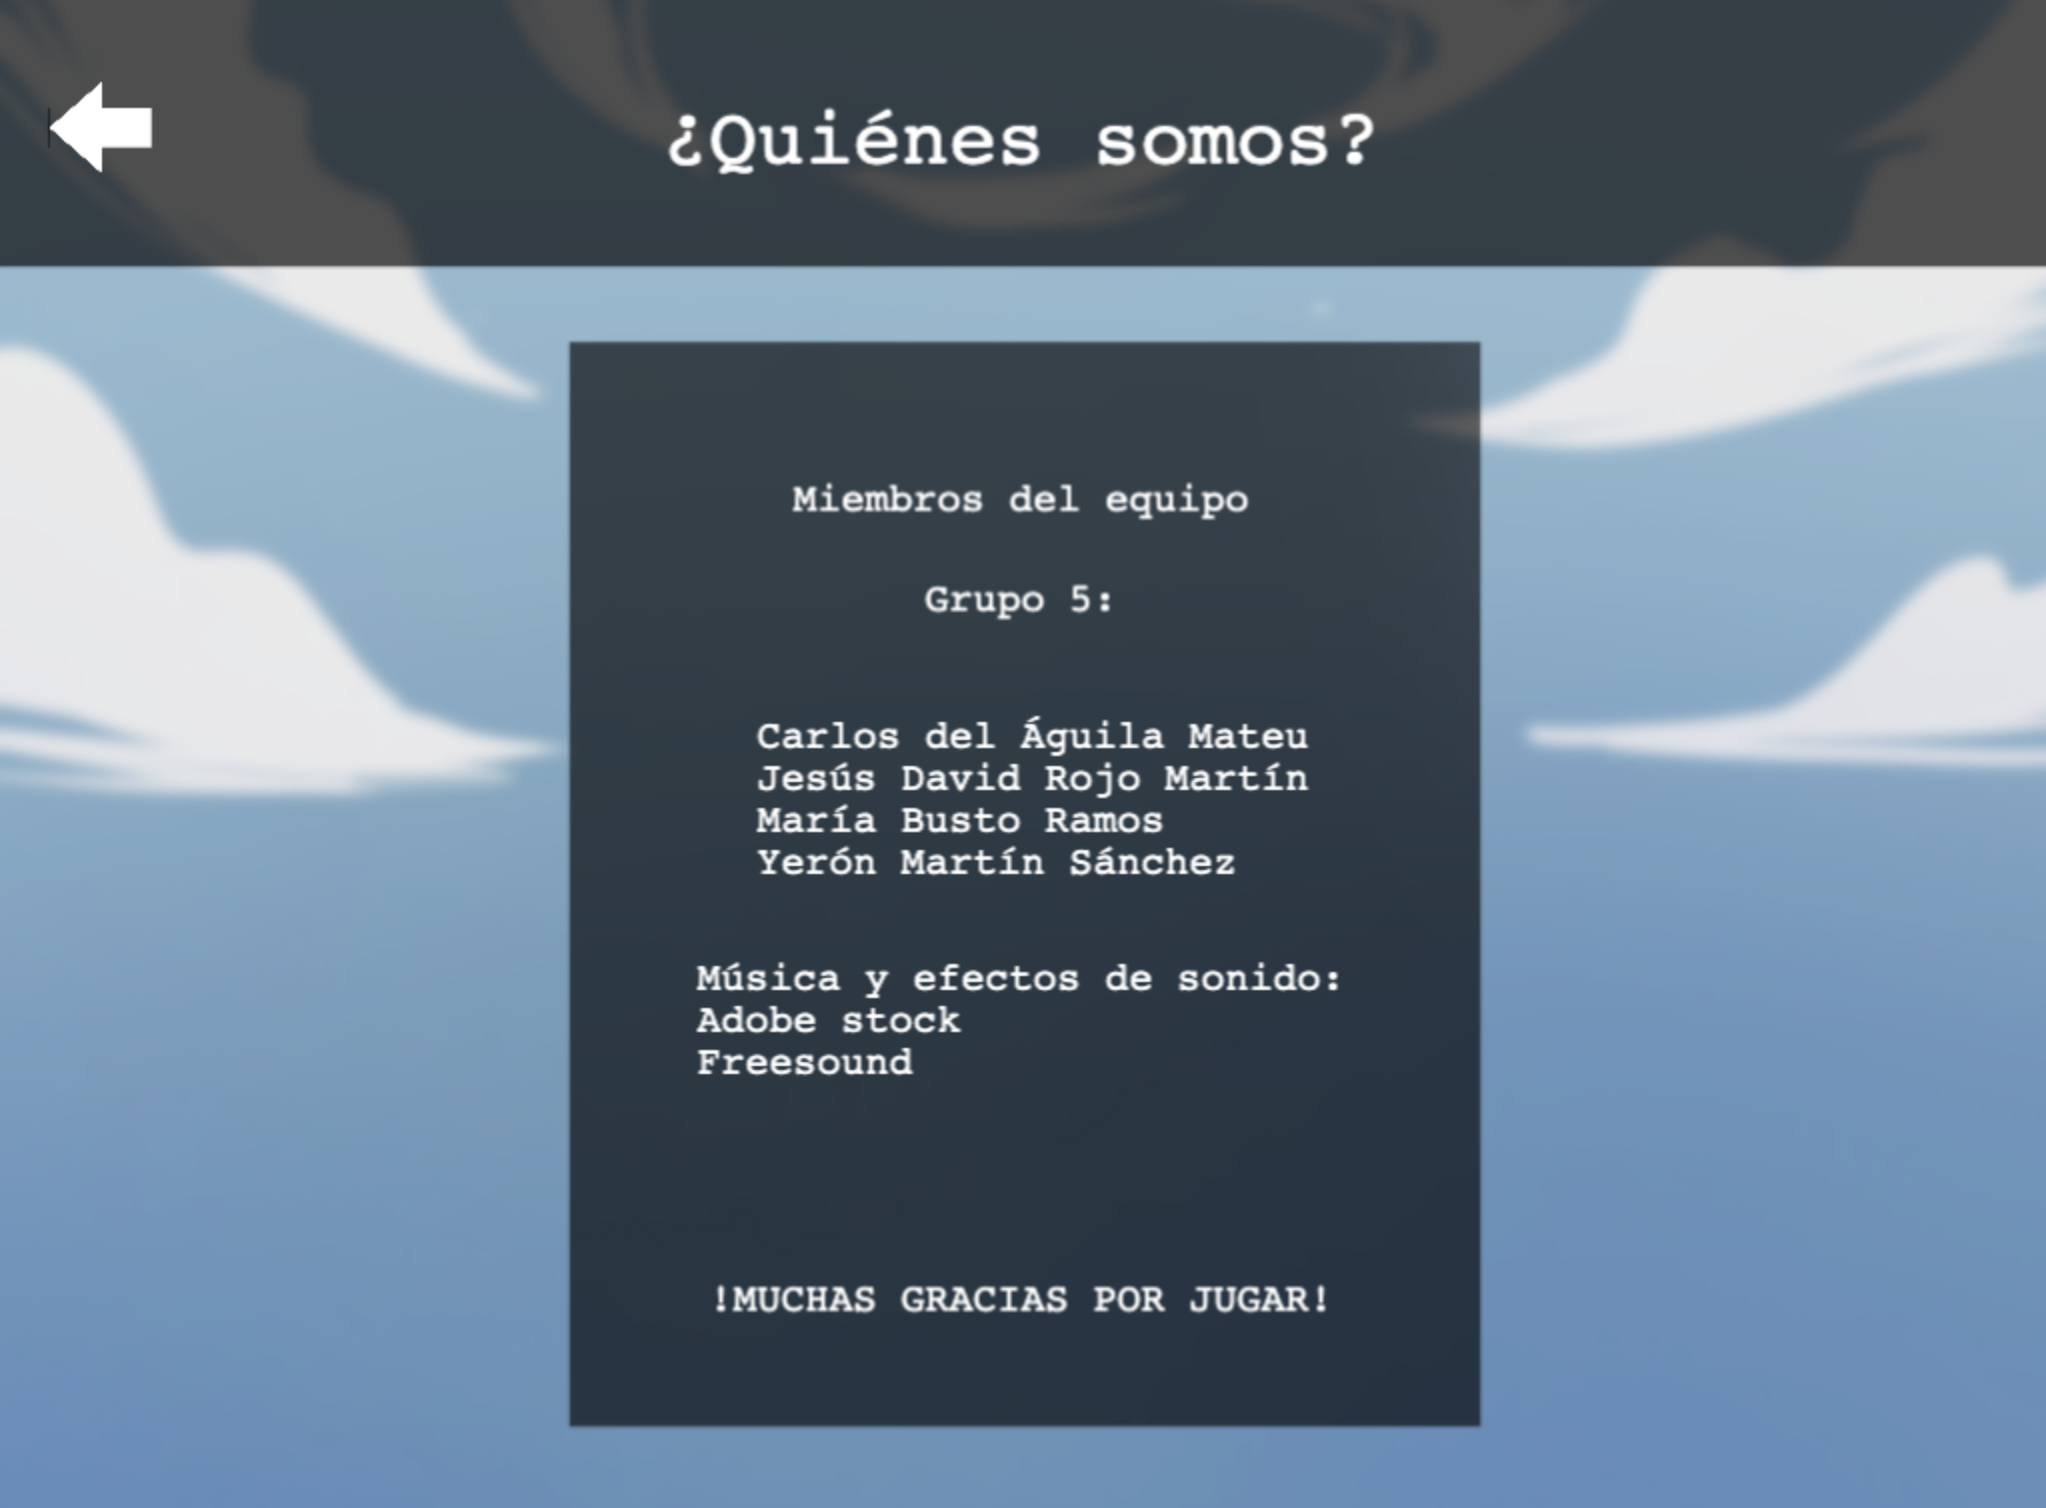 ¿Quiénes somos?
Miembros del equipo
Grupo 5:
Carlos del Águila Mateu
Jesús David Rojo Martín
María Busto Ramos
Yerón Martín Sánchez
Música y efectos de sonido:
Adobe stock
Freesound
!MUCHAS GRACIAS POR JUGAR!